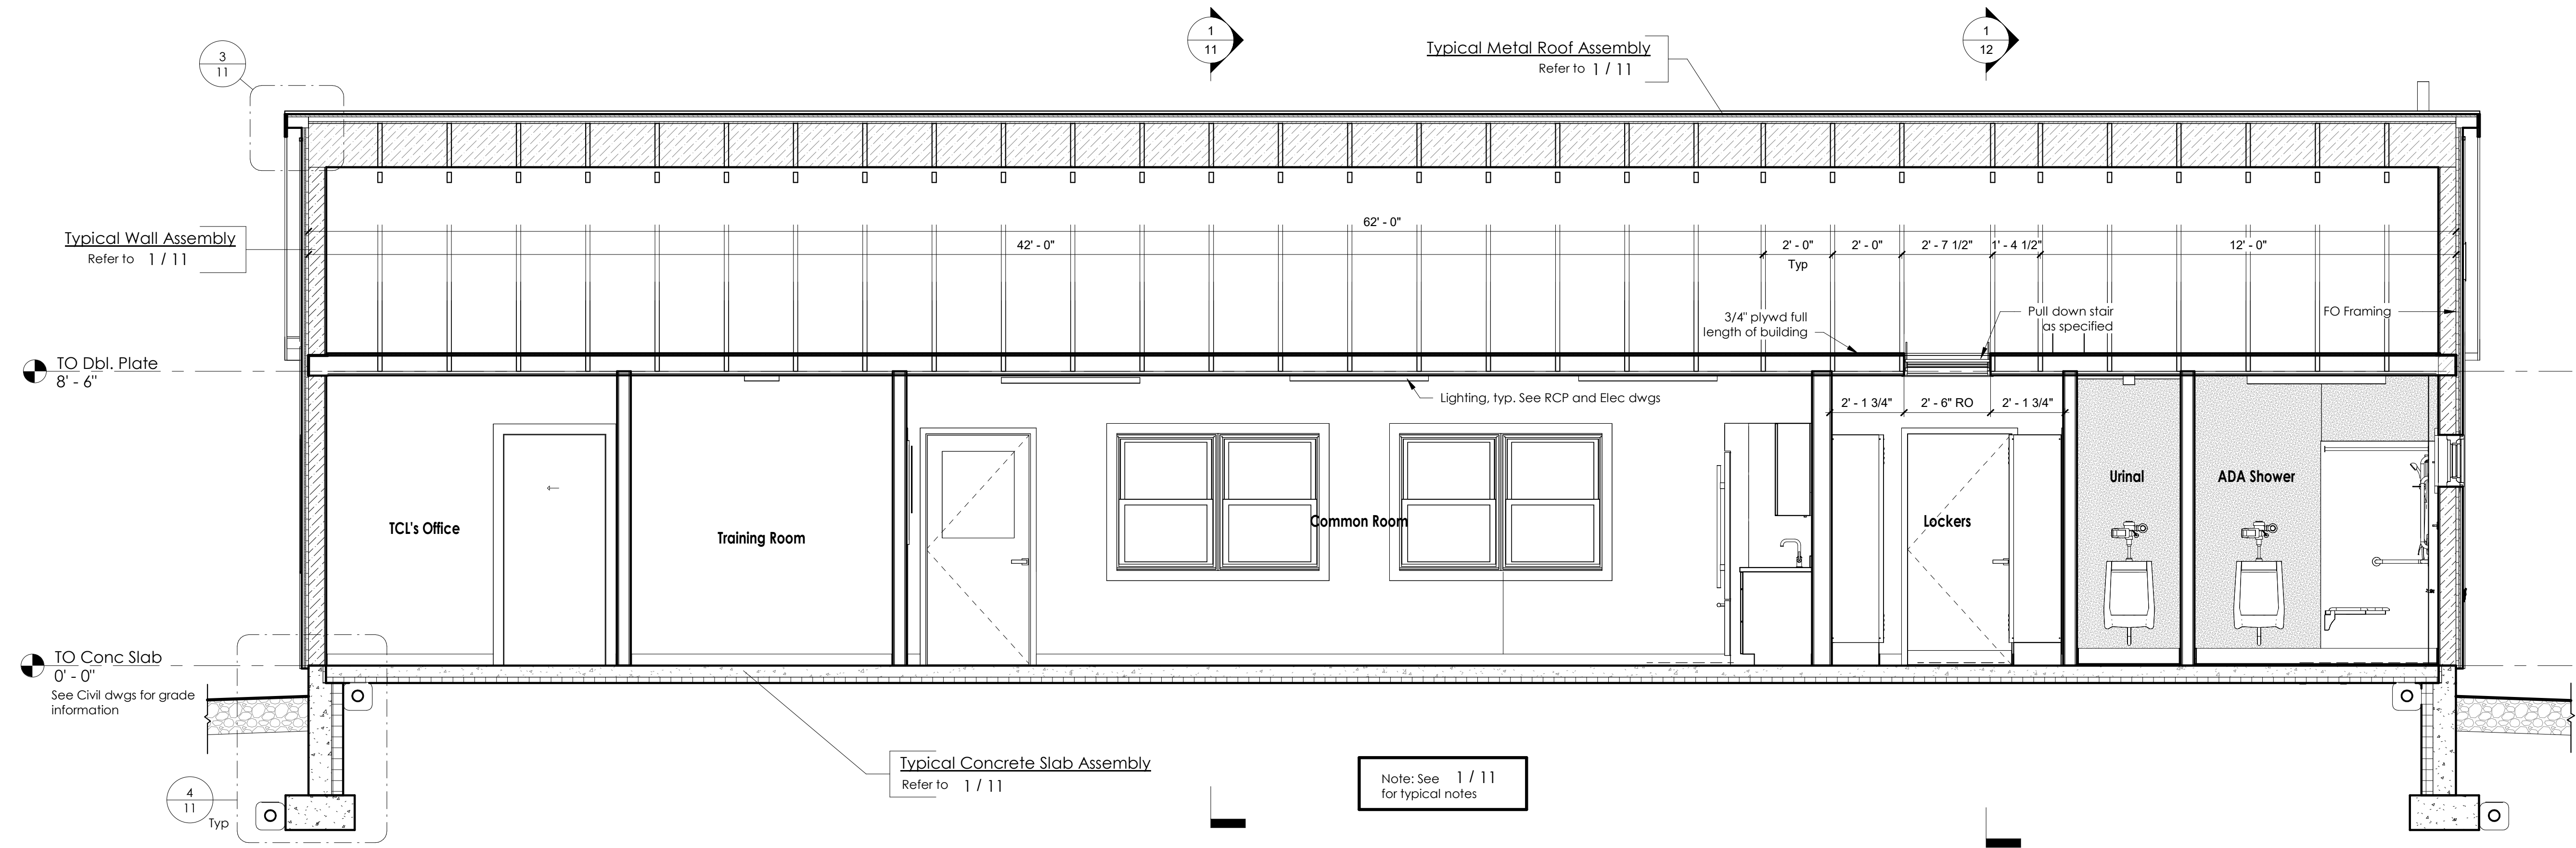 1
11
1
12
3
11
Typical Metal Roof Assembly
Refer to 1 / 11
62' - 0"
Typical Wall Assembly
Refer to 1 / 11
42' - 0"
2' - 0"
Typ
2' - 0"
2' - 7 1/2"
1' - 4 1/2"
12' - 0"
3/4" plywd full
length of building
Pull down stair
as specified
FO Framing
TO Dbl. Plate
8' - 6"
Lighting, typ. See RCP and Elec dwgs
2' - 1 3/4"
2' - 6" RO
2' - 1 3/4"
TCL's Office
Training Room
Common Room
Lockers
Urinal
ADA Shower
TO Conc Slab
0' - 0"
See Civil dwgs for grade
information
Typical Concrete Slab Assembly
Refer to 1 / 11
Note: See 1 / 11
for typical notes
4
11
Typ